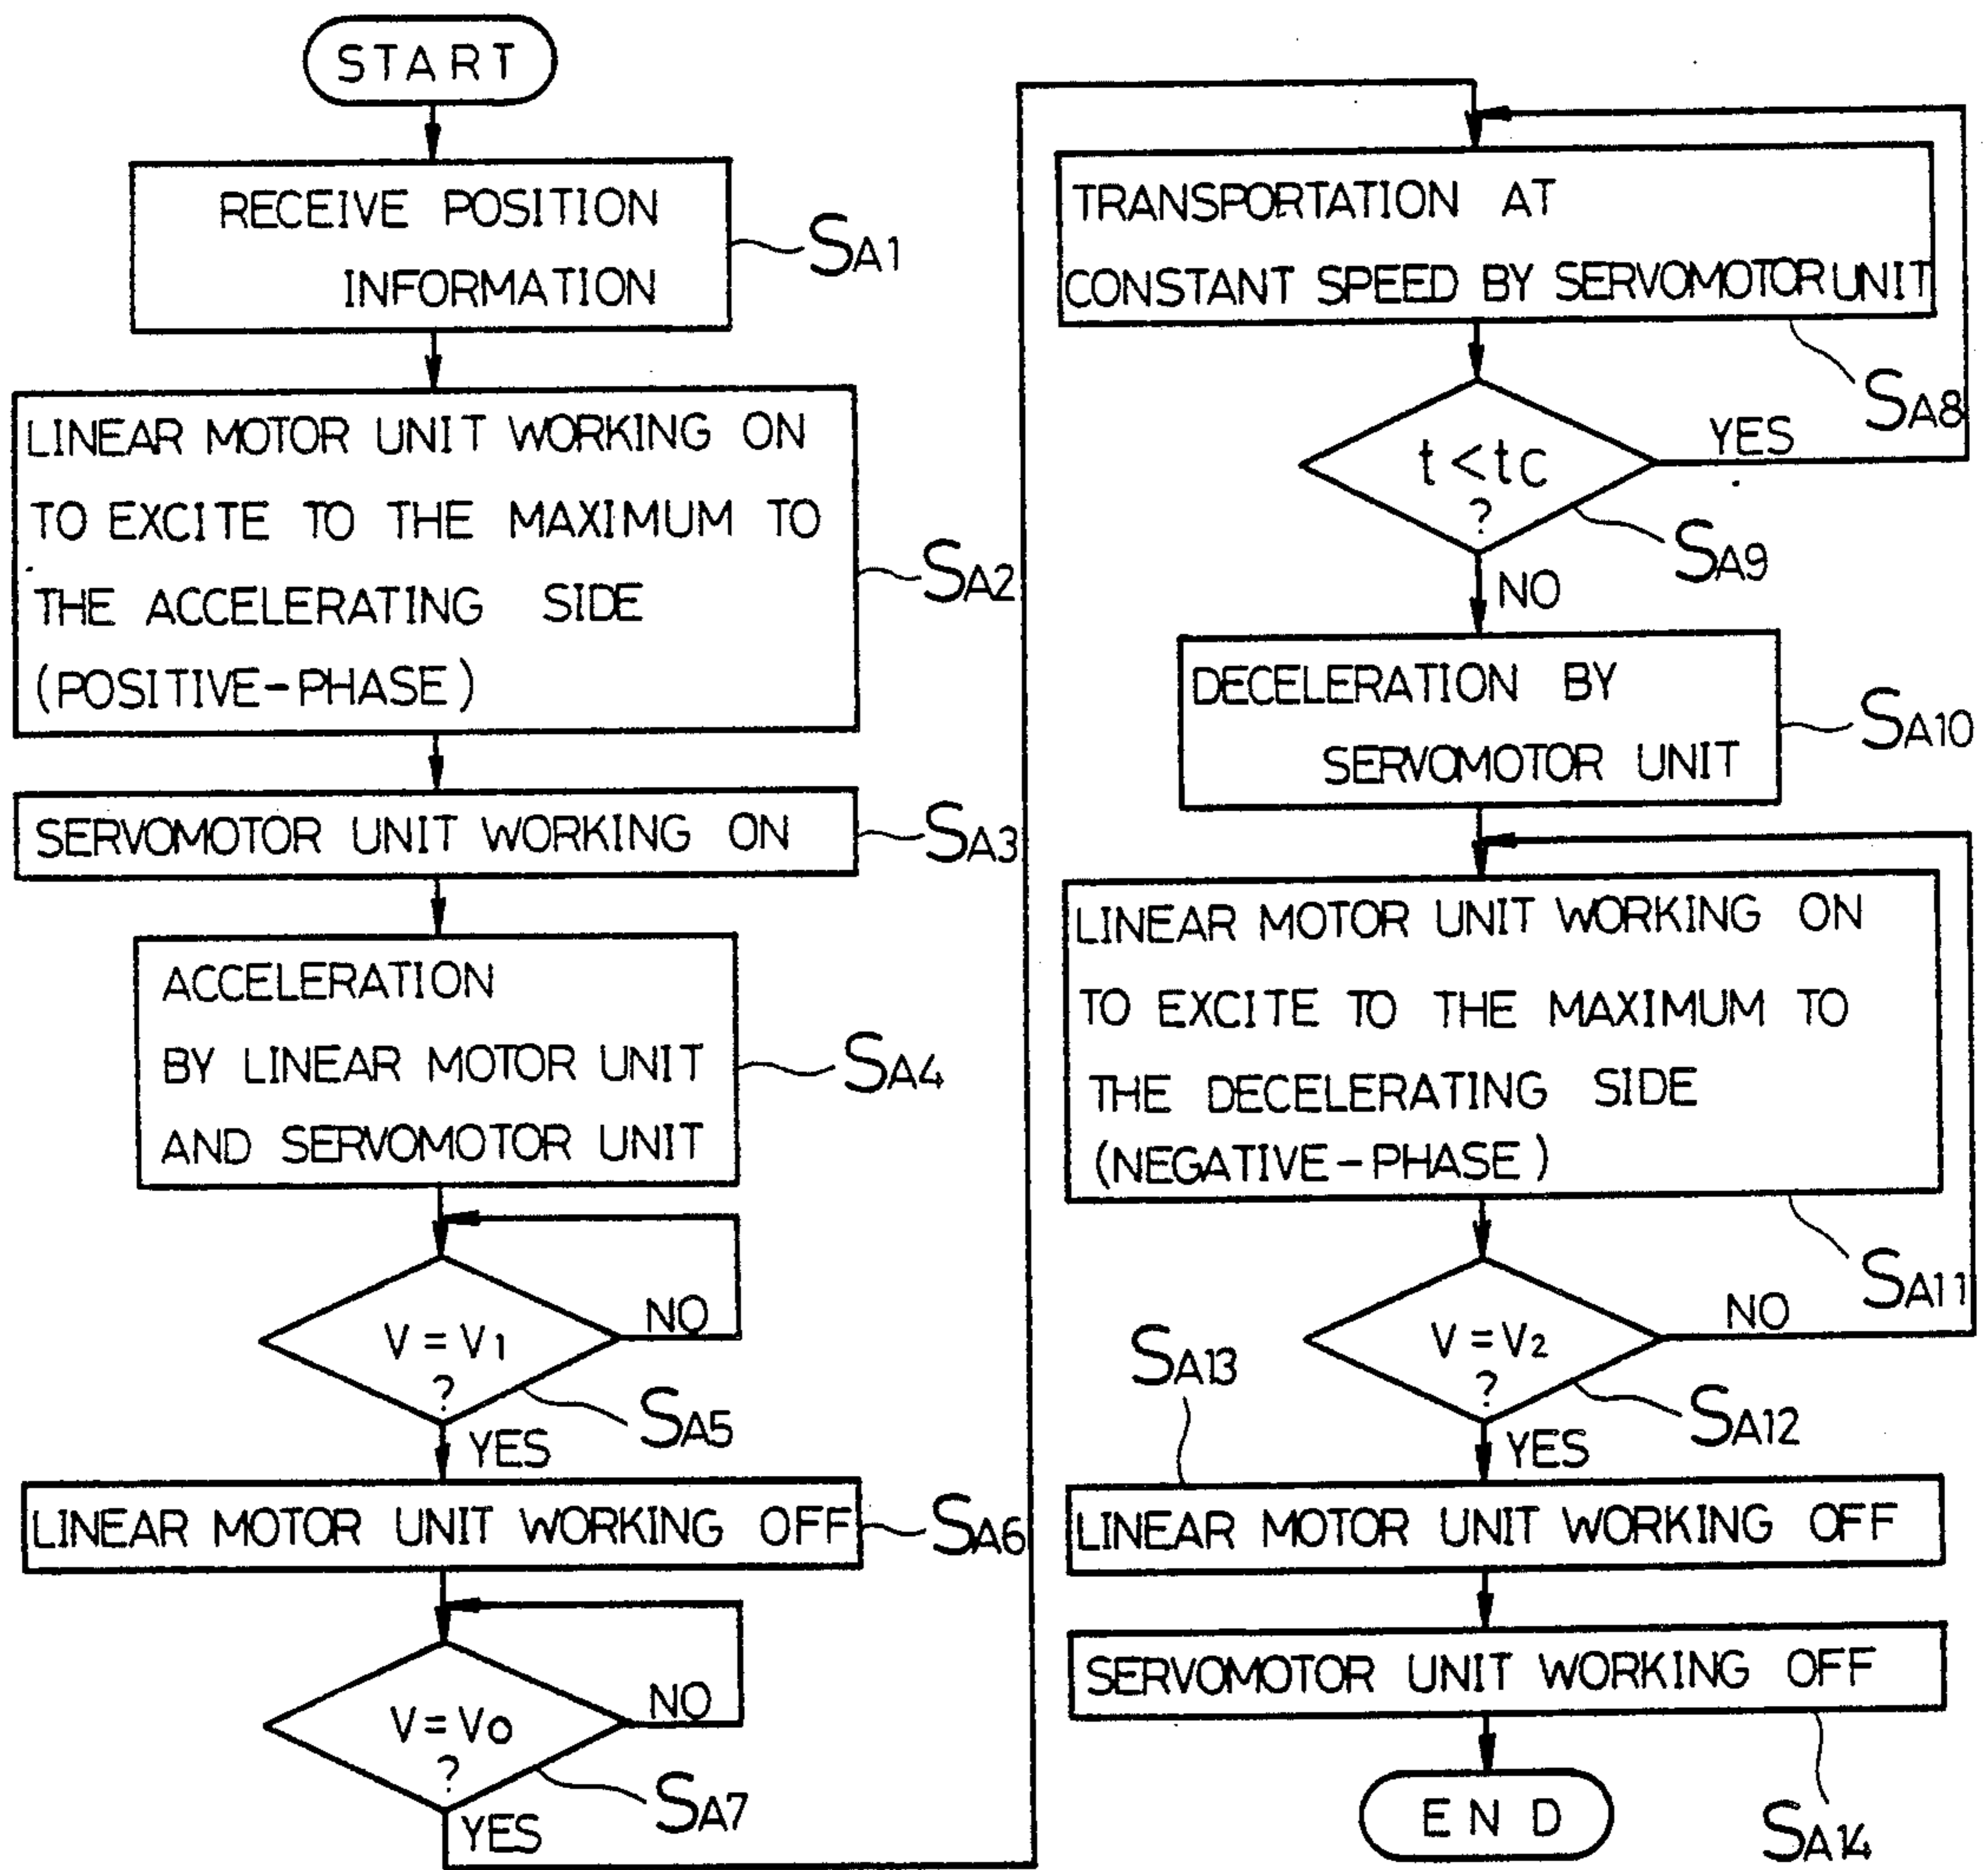 START
RECEIVE POSITION
INFORMATION
SA1
LINEAR MOTOR UNIT WORKING ON
TO EXCITE TO THE MAXIMUM TO
THE ACCELERATING SIDE
(POSITIVE-PHASE)
SA2
SERVOMOTOR UNIT WORKING ON
SA3
ACCELERATION
BY LINEAR MOTOR UNIT
AND SERVOMOTOR UNIT
SA4
V = V1
?
NO
SA5
YES
LINEAR MOTOR UNIT WORKING OFF
SA6
V = V0
?
NO
SA7
YES
TRANSPORTATION AT
CONSTANT SPEED BY SERVOMOTOR UNIT
SA8
t < tC
?
YES
SA9
NO
DECELERATION BY
SERVOMOTOR UNIT
SA10
LINEAR MOTOR UNIT WORKING ON
TO EXCITE TO THE MAXIMUM TO
THE DECELERATING SIDE
(NEGATIVE-PHASE)
SA11
V = V2
?
NO
SA12
YES
SA13
LINEAR MOTOR UNIT WORKING OFF
SERVOMOTOR UNIT WORKING OFF
SA14
END